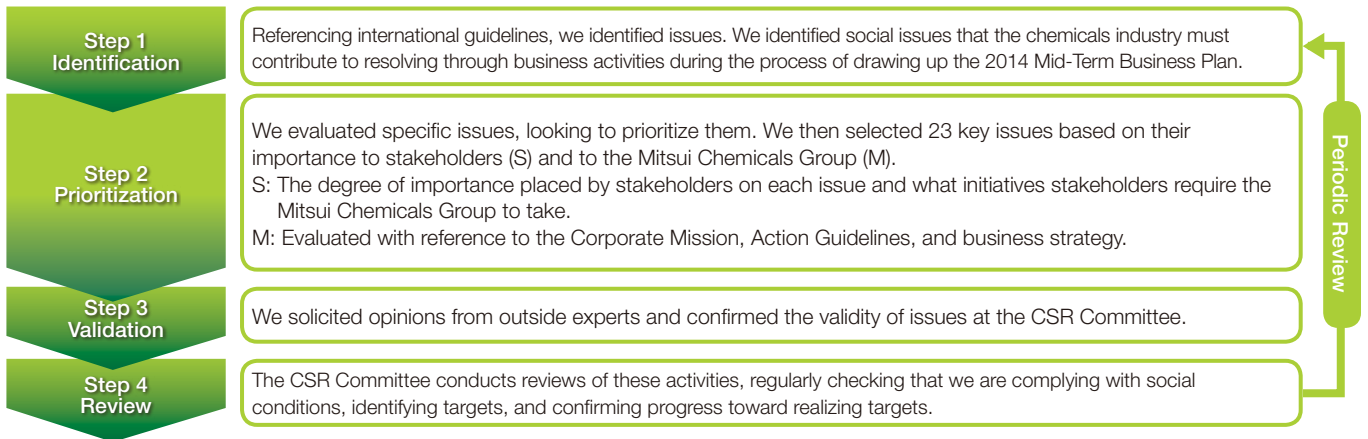 Step 1
Identification
Referencing international guidelines, we identified issues. We identified social issues that the chemicals industry must
contribute to resolving through business activities during the process of drawing up the 2014 Mid-Term Business Plan.
Step 2
Prioritization
We evaluated specific issues, looking to prioritize them. We then selected 23 key issues based on their
importance to stakeholders (S) and to the Mitsui Chemicals Group (M).
S: The degree of importance placed by stakeholders on each issue and what initiatives stakeholders require the
Mitsui Chemicals Group to take.
M: Evaluated with reference to the Corporate Mission, Action Guidelines, and business strategy.
Step 3
Validation
We solicited opinions from outside experts and confirmed the validity of issues at the CSR Committee.
Step 4
Review
The CSR Committee conducts reviews of these activities, regularly checking that we are complying with social
conditions, identifying targets, and confirming progress toward realizing targets.
Periodic Review